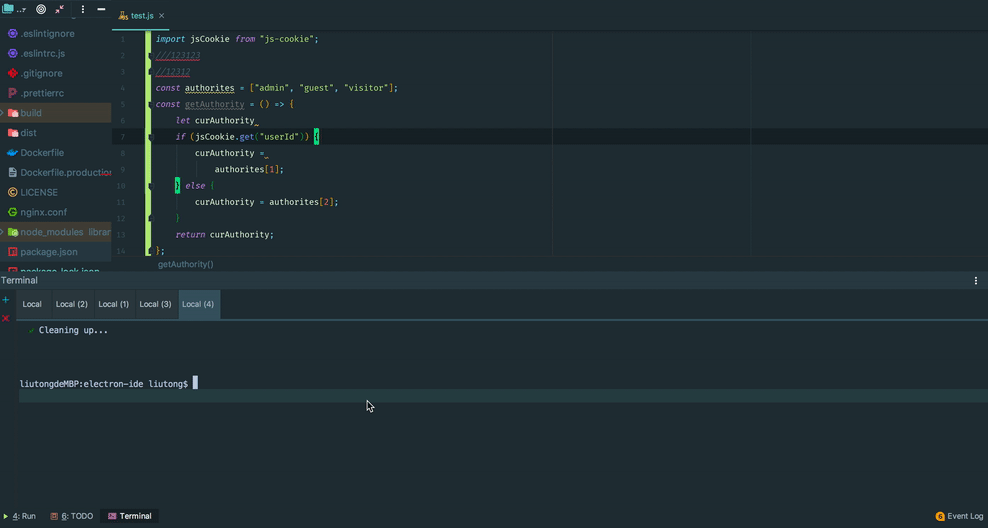 ..▾
test.js ×
.eslintignore
.eslintrc.js
.gitignore
.prettierrc
build
dist
Dockerfile
Dockerfile.production
LICENSE
nginx.conf
node_modules librar
package.json
package-lock.json
1 import jsCookie from "js-cookie";
2 ///123123
3 //12312
4 const authorites = ["admin", "guest", "visitor"];
5 const getAuthority = () => {
6 let curAuthority
7 if (jsCookie.get("userId")) {
8 curAuthority =
9 authorites[1];
10 } else {
11 curAuthority = authorites[2];
12 }
13 return curAuthority;
14 };
getAuthority()
Terminal
Local Local (2) Local (1) Local (3) Local (4)
✓ Cleaning up...
liutongdeMBP:electron-ide liutong$
4: Run 6: TODO Terminal 6 Event Log